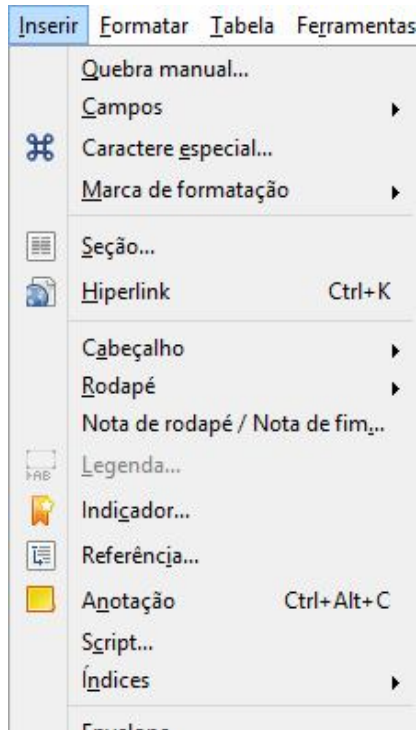 Inserir Formatar Tabela Ferramentas
Quebra manual...
Campos
Caractere especial...
Marca de formatação
Seção...
Hiperlink Ctrl+K
Cabeçalho
Rodapé
Nota de rodapé / Nota de fim...
Legenda...
Indicador...
Referência...
Anotação Ctrl+Alt+C
Script...
Índices